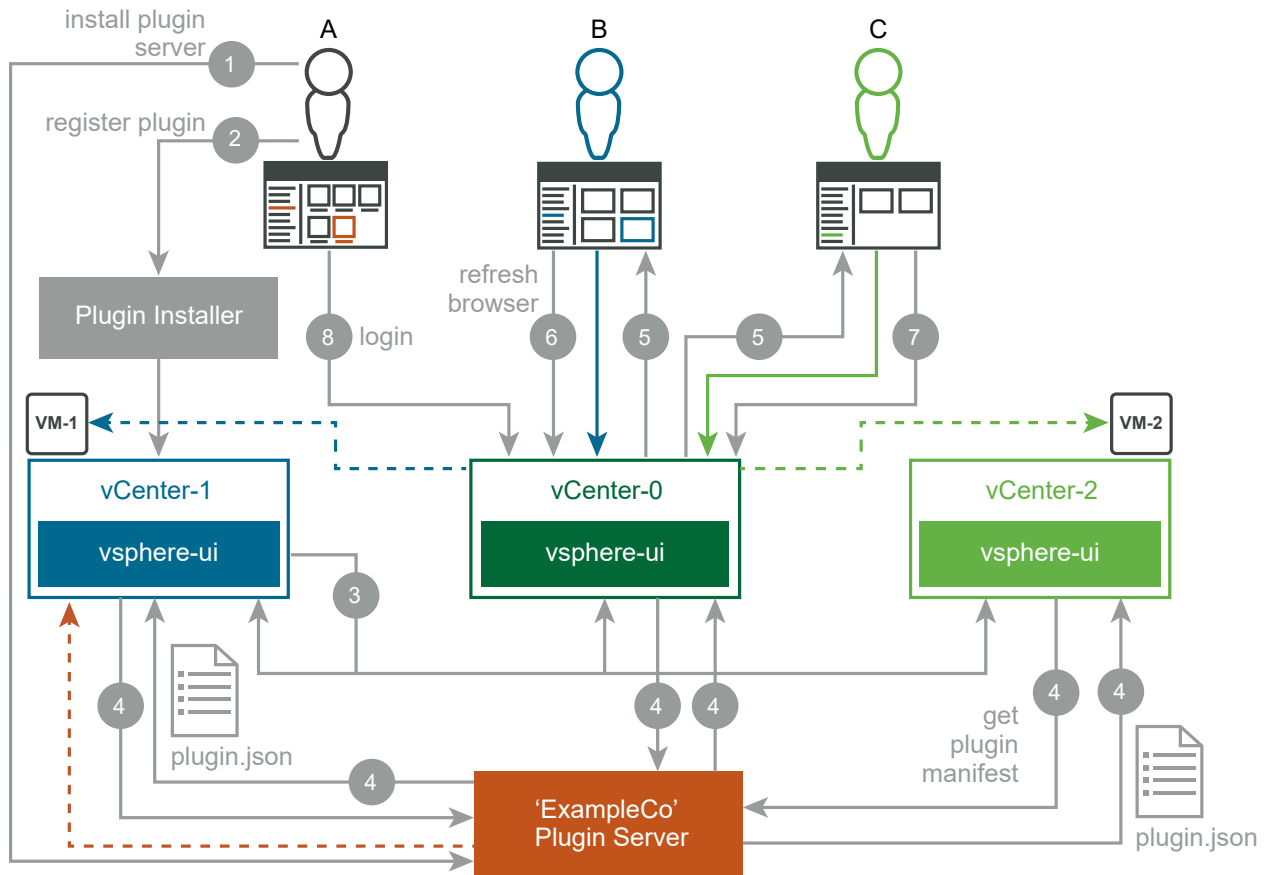 install plugin
server
A
B
C
1
register plugin
2
Plugin Installer
refresh
browser
8
login
6
5
5
7
VM-1
VM-2
vCenter-1
vCenter-0
vCenter-2
vsphere-ui
vsphere-ui
vsphere-ui
3
4
4
4
4
4
get
plugin
manifest
plugin.json
4
‘ExampleCo’
Plugin Server
plugin.json